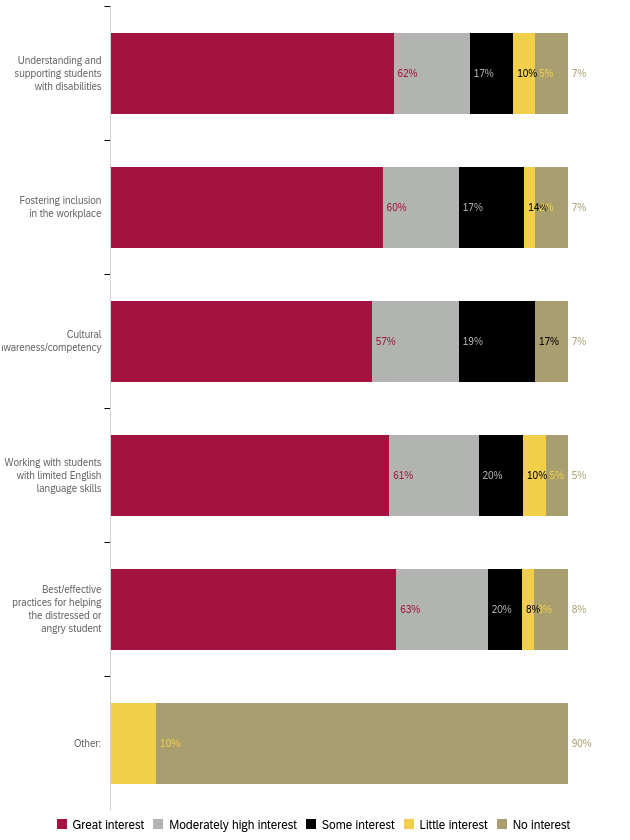 Understanding and
supporting students
with disabilities
62% 17% 10% 5% 7%
Fostering inclusion
in the workplace
60% 17% 14% 7%
Cultural
57% 19% 17% 7%
Working with students
with limited English
language skills
61% 20% 10% 5% 5%
Best/effective
practices for helping
the distressed or
angry student
63% 20% 8% 8%
Other:
10% 90%
Great interest Moderately high interest Some interest Little interest No interest